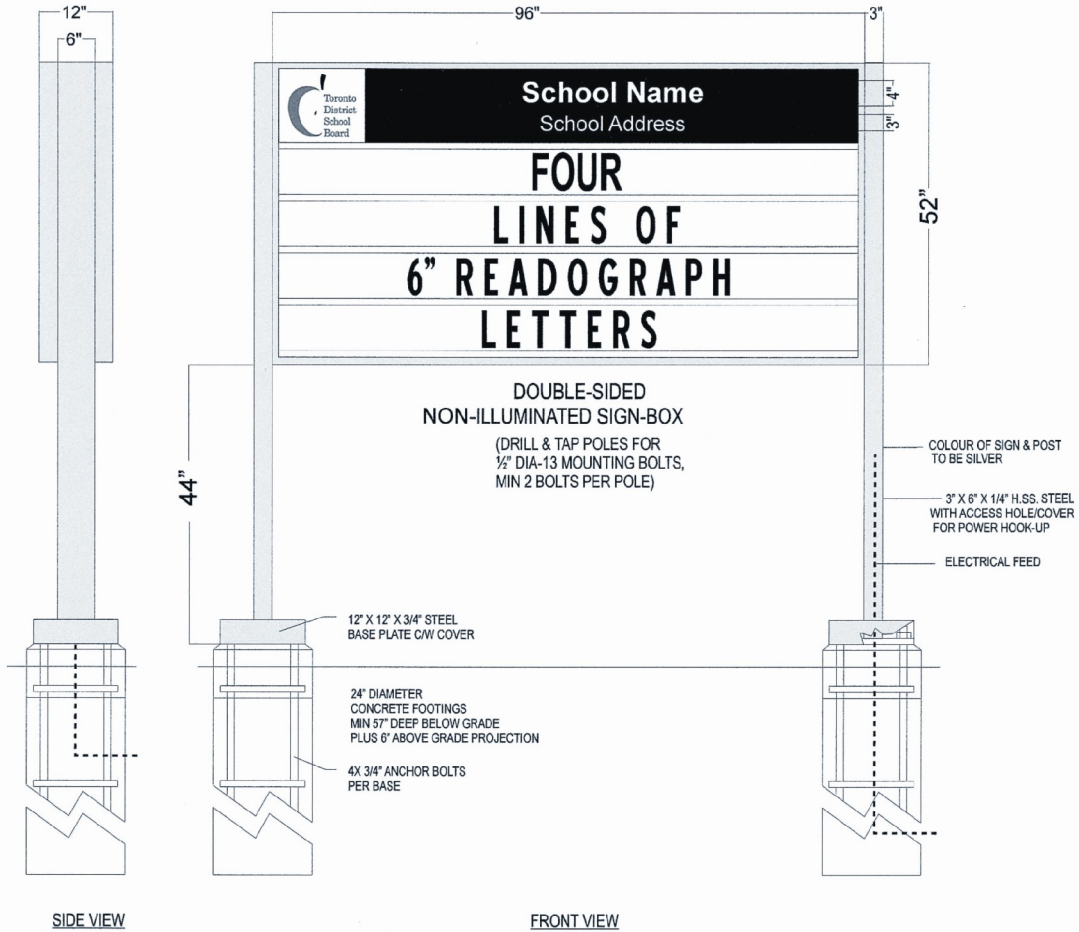 12"
96"
3"
6"
Toronto
District
School
Board
School Name
School Address
4"
3"
FOUR
LINES OF
6" READOGRAPH
LETTERS
52"
DOUBLE-SIDED
NON-ILLUMINATED SIGN-BOX
(DRILL & TAP POLES FOR
½" DIA-13 MOUNTING BOLTS,
MIN 2 BOLTS PER POLE)
44"
COLOUR OF SIGN & POST
TO BE SILVER
3" X 6" X 1/4" H.SS. STEEL
WITH ACCESS HOLE/COVER
FOR POWER HOOK-UP
ELECTRICAL FEED
12" X 12" X 3/4" STEEL
BASE PLATE C/W COVER
24" DIAMETER
CONCRETE FOOTINGS
MIN 57" DEEP BELOW GRADE
PLUS 6" ABOVE GRADE PROJECTION
4X 3/4" ANCHOR BOLTS
PER BASE
SIDE VIEW
FRONT VIEW